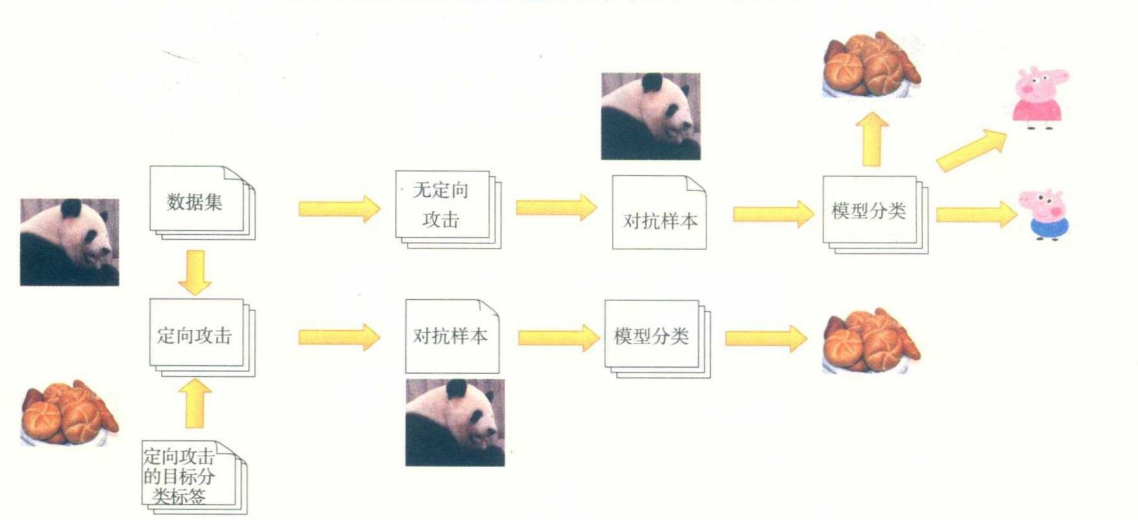 数据集
无定向
攻击
对抗样本
模型分类
定向攻击
对抗样本
模型分类
定向攻击
的目标分
类标签